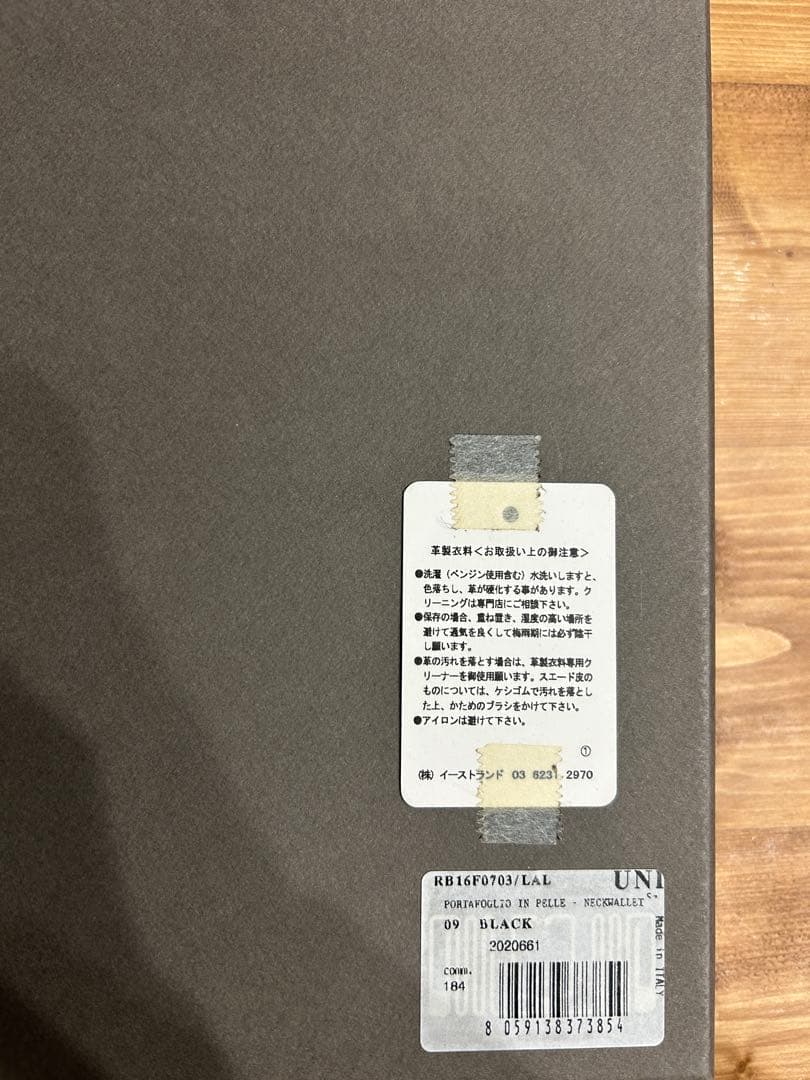 革製衣料＜お取扱い上の御注意＞
●洗濯（ベンジン使用含む）水洗いしますと、
色落ちし、革が硬化する事があります。ク
リーニングは専門店にご相談下さい。
●保存の場合、重ね置き、湿度の高い場所を
避けて通気を良くして梅雨期には必ず陰干
し願います。
●革の汚れを落とす場合は、革製衣料専用ク
リーナーを御使用願います。スエード皮の
ものについては、ケシゴムで汚れを落とし
た上、かためのブラシをかけて下さい。
●アイロンは避けて下さい。
①
（株）イーストランド 03 6231 2970
RB16F0703/LAL
UNI
PORTAFOGLIO IN PELLE - NECKWALLET
09 BLACK
2020661
Made in ITALY
comm.
184
8 059138373854